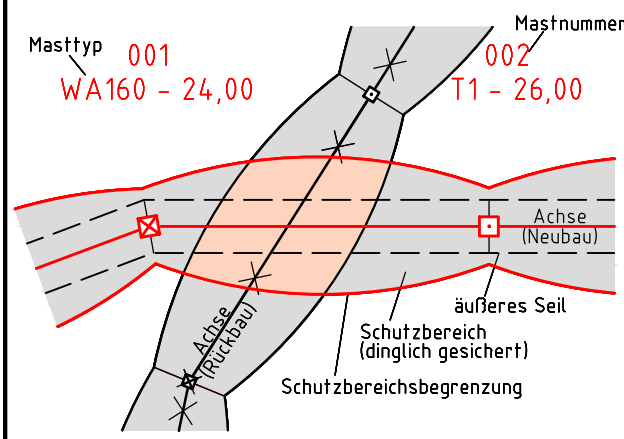 Mastnummer
Masttyp
001
WA160 - 24,00
002
T1 - 26,00
Achse
(Neubau)
äußeres Seil
Achse
(Rückbau)
Schutzbereich
(dinglich gesichert)
Schutzbereichsbegrenzung